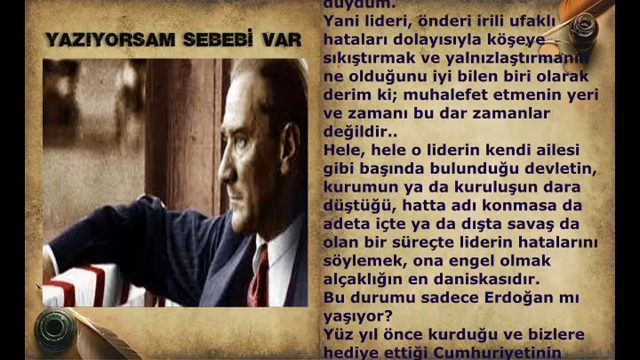 YAZIYORSAM SEBEBİ VAR
duydum.
Yani lideri, önderi irili ufaklı
hataları dolayısıyla köşeye
sıkıştırmak ve yalnızlaştırmanın
ne olduğunu iyi bilen biri olarak
derim ki; muhalefet etmenin yeri
ve zamanı bu dar zamanlar
değildir..
Hele, hele o liderin kendi ailesi
gibi başında bulunduğu devletin,
kurumun ya da kuruluşun dara
düştüğü, hatta adı konmasa da
adeta içte ya da dışta savaş da
olan bir süreçte liderin hatalarını
söylemek, ona engel olmak
alçaklığın en daniskasıdır.
Bu durumu sadece Erdoğan mı
yaşıyor?
Yüz yıl önce kurduğu ve bizlere
hediye ettiği Cumhuriyetinin